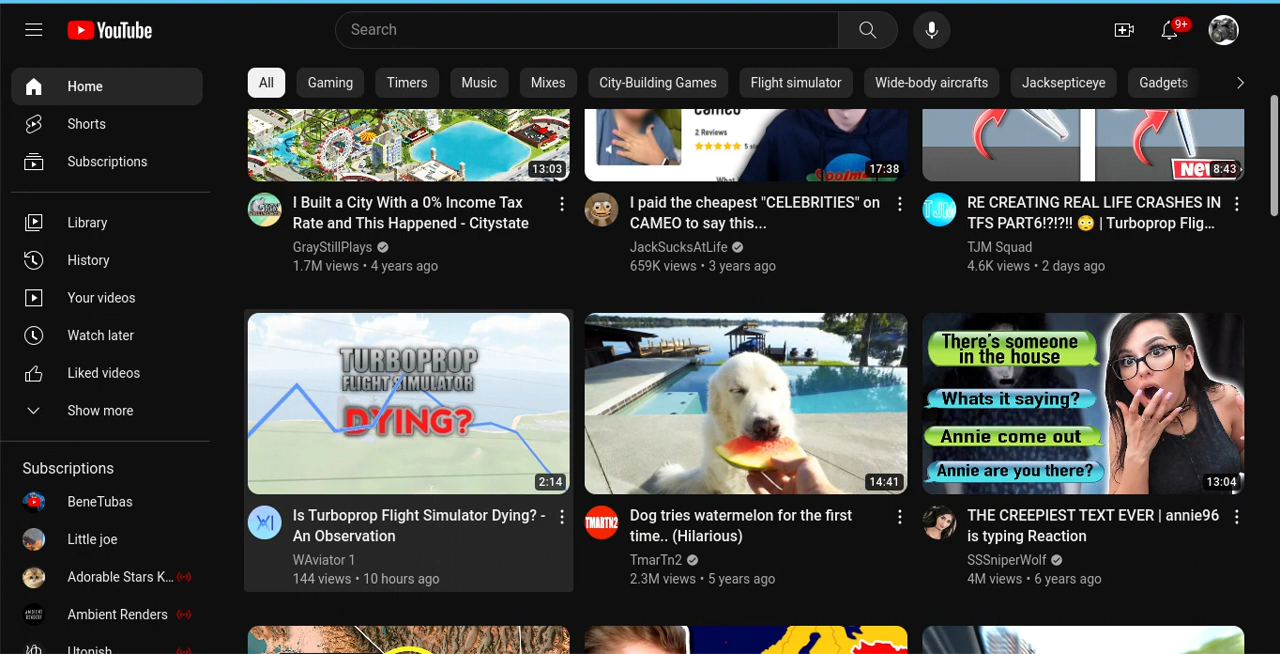 YouTube
Search
9+
Home
Shorts
Subscriptions
Library
History
Your videos
Watch later
Liked videos
Show more
Subscriptions
BeneTubas
Little joe
Adorable Stars K...
Ambient Renders
Utopish
All
Gaming
Timers
Music
Mixes
City-Building Games
Flight simulator
Wide-body aircrafts
Jacksepticeye
Gadgets
13:03
2 Reviews
17:38
New
8:43
I Built a City With a 0% Income Tax
Rate and This Happened - Citystate
GrayStillPlays
1.7M views • 4 years ago
I paid the cheapest "CELEBRITIES" on
CAMEO to say this...
JackSucksAtLife
659K views • 3 years ago
TJM
RE CREATING REAL LIFE CRASHES IN
TFS PART6!?!?!! 😳 | Turboprop Flig...
TJM Squad
4.6K views • 2 days ago
TURBOPROP
FLIGHT SIMULATOR
DYING?
2:14
14:41
There's someone
in the house
Whats it saying?
Annie come out
Annie are you there?
13:04
Is Turboprop Flight Simulator Dying? -
An Observation
WAviator 1
144 views • 10 hours ago
TMARTN2
Dog tries watermelon for the first
time.. (Hilarious)
TmarTn2
2.3M views • 5 years ago
THE CREEPIEST TEXT EVER | annie96
is typing Reaction
SSSniperWolf
4M views • 6 years ago